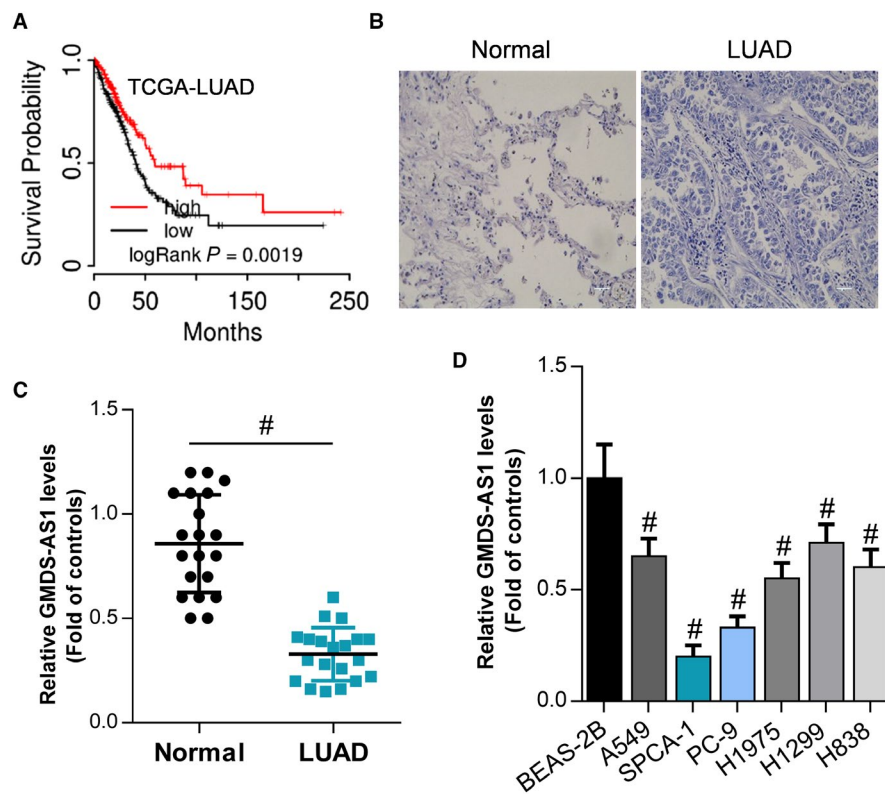 A
Survival Probability
1.0
0.5
0
TCGA-LUAD
high
low
logRank P = 0.0019
0 50 150 250
Months
B
Normal LUAD
C
Relative GMDS-AS1 levels
(Fold of controls)
1.5
1.0
0.5
0.0
#
Normal LUAD
D
Relative GMDS-AS1 levels
(Fold of controls)
1.5
1.0
0.5
0.0
# # # # # #
BEAS-2B A549 SPCA-1 PC-9 H1975 H1299 H838